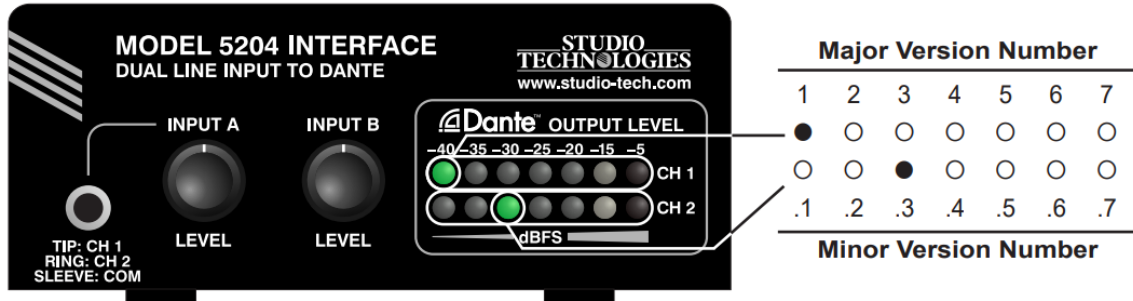 MODEL 5204 INTERFACE
DUAL LINE INPUT TO DANTE
STUDIO
TECHNOLOGIES
www.studio-tech.com
INPUT A
INPUT B
Dante™ OUTPUT LEVEL
–40 –35 –30 –25 –20 –15 –5
CH 1
CH 2
dBFS
LEVEL
LEVEL
TIP: CH 1
RING: CH 2
SLEEVE: COM
Major Version Number
1 2 3 4 5 6 7
.1 .2 .3 .4 .5 .6 .7
Minor Version Number